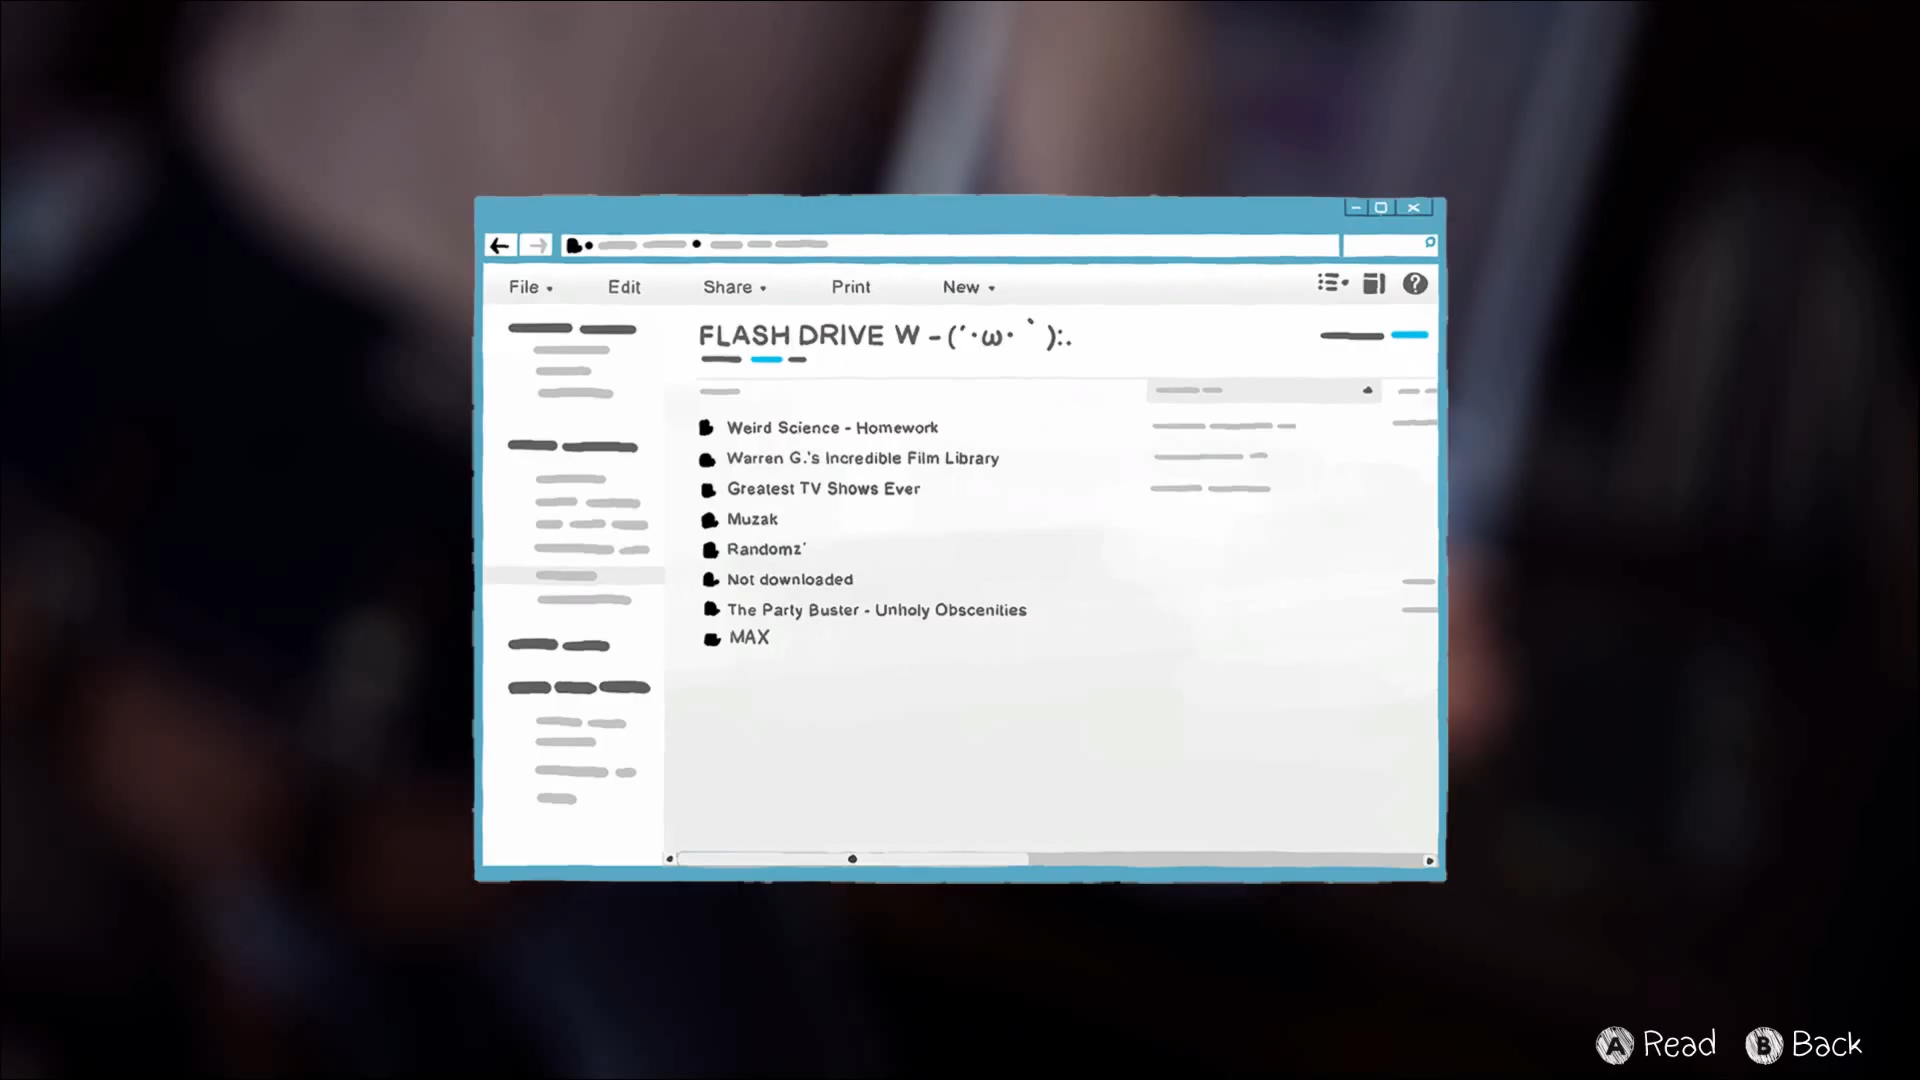 File Edit Share Print New
FLASH DRIVE W - (´･ω･｀):.
Weird Science - Homework
Warren G.'s Incredible Film Library
Greatest TV Shows Ever
Muzak
Randomz'
Not downloaded
The Party Buster - Unholy Obscenities
MAX
A Read B Back